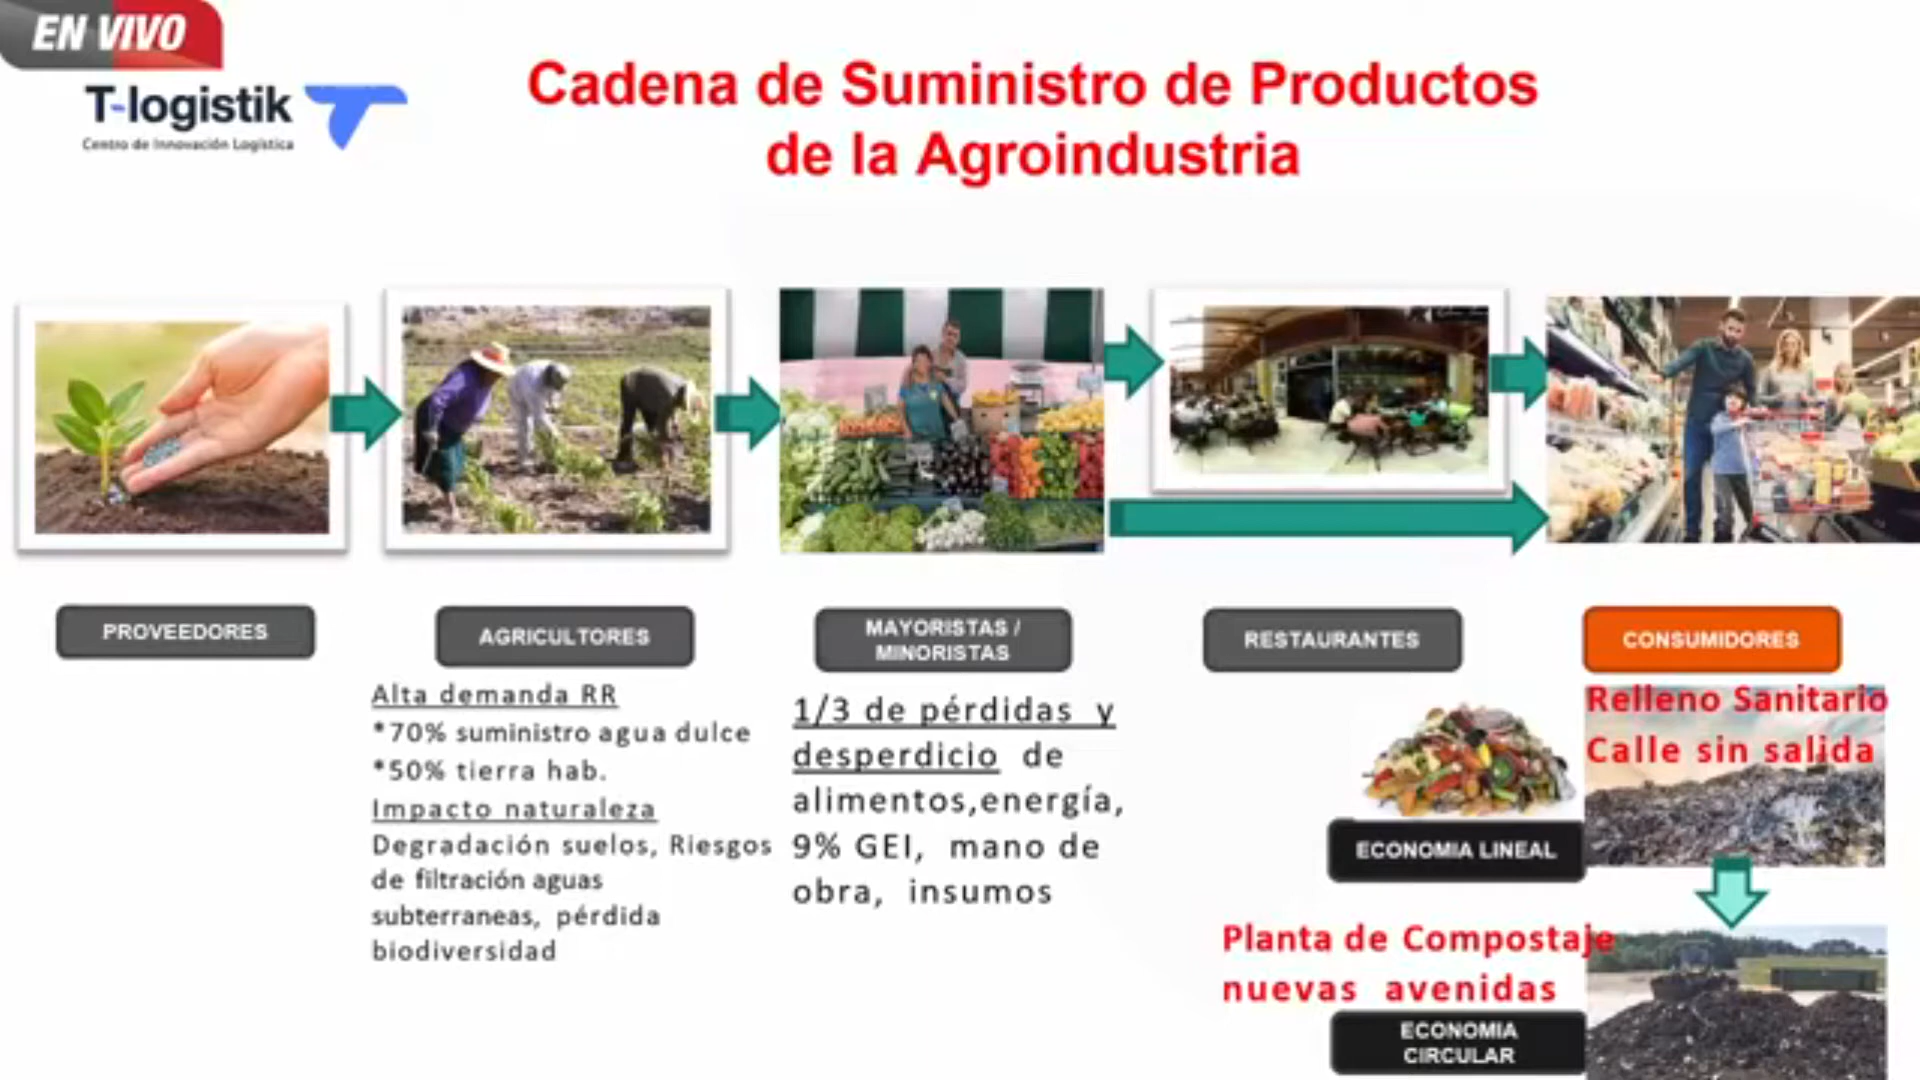 EN VIVO
T-logistik
Centro de Innovación Logística
Cadena de Suministro de Productos
de la Agroindustria
PROVEEDORES
AGRICULTORES
MAYORISTAS /
MINORISTAS
RESTAURANTES
CONSUMIDORES
Alta demanda RR
*70% suministro agua dulce
*50% tierra hab.
Impacto naturaleza
Degradación suelos, Riesgos
de filtración aguas
subterraneas, pérdida
biodiversidad
1/3 de pérdidas y
desperdicio de
alimentos,energía,
9% GEI, mano de
obra, insumos
Relleno Sanitario
Calle sin salida
ECONOMIA LINEAL
Planta de Compostaje
nuevas avenidas
ECONOMIA
CIRCULAR